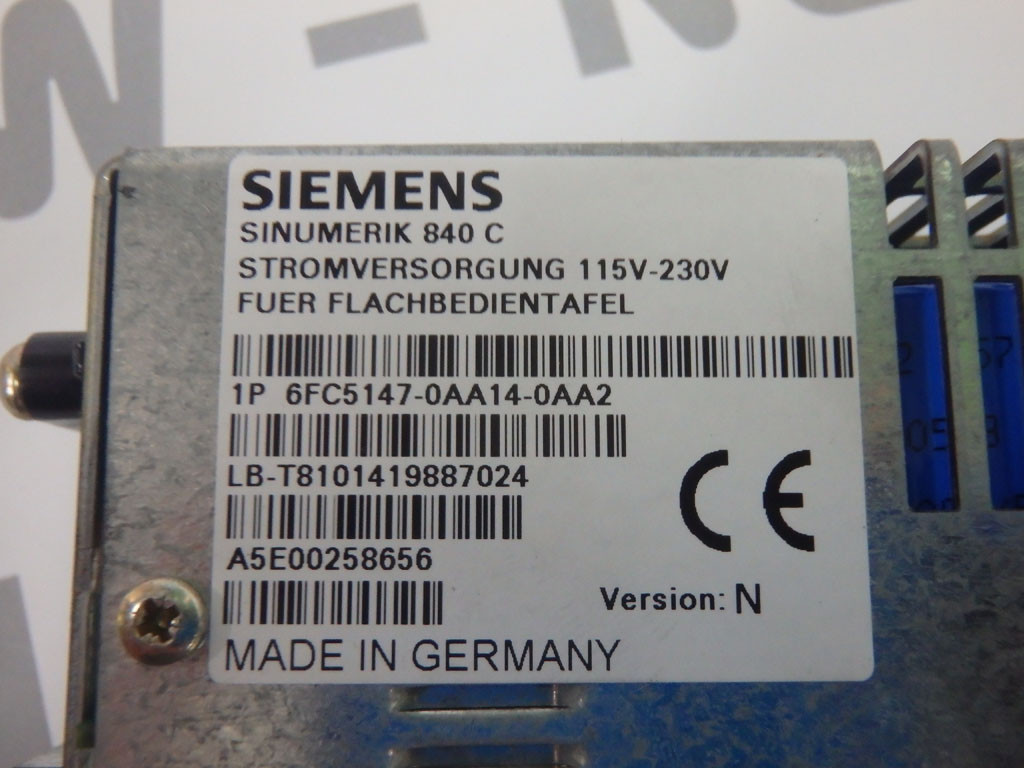 SIEMENS
SINUMERIK 840 C
STROMVERSORGUNG 115V-230V
FUER FLACHBEDIENTAFEL
1P 6FC5147-0AA14-0AA2
LB-T8101419887024
A5E00258656
Version: N
MADE IN GERMANY
CE